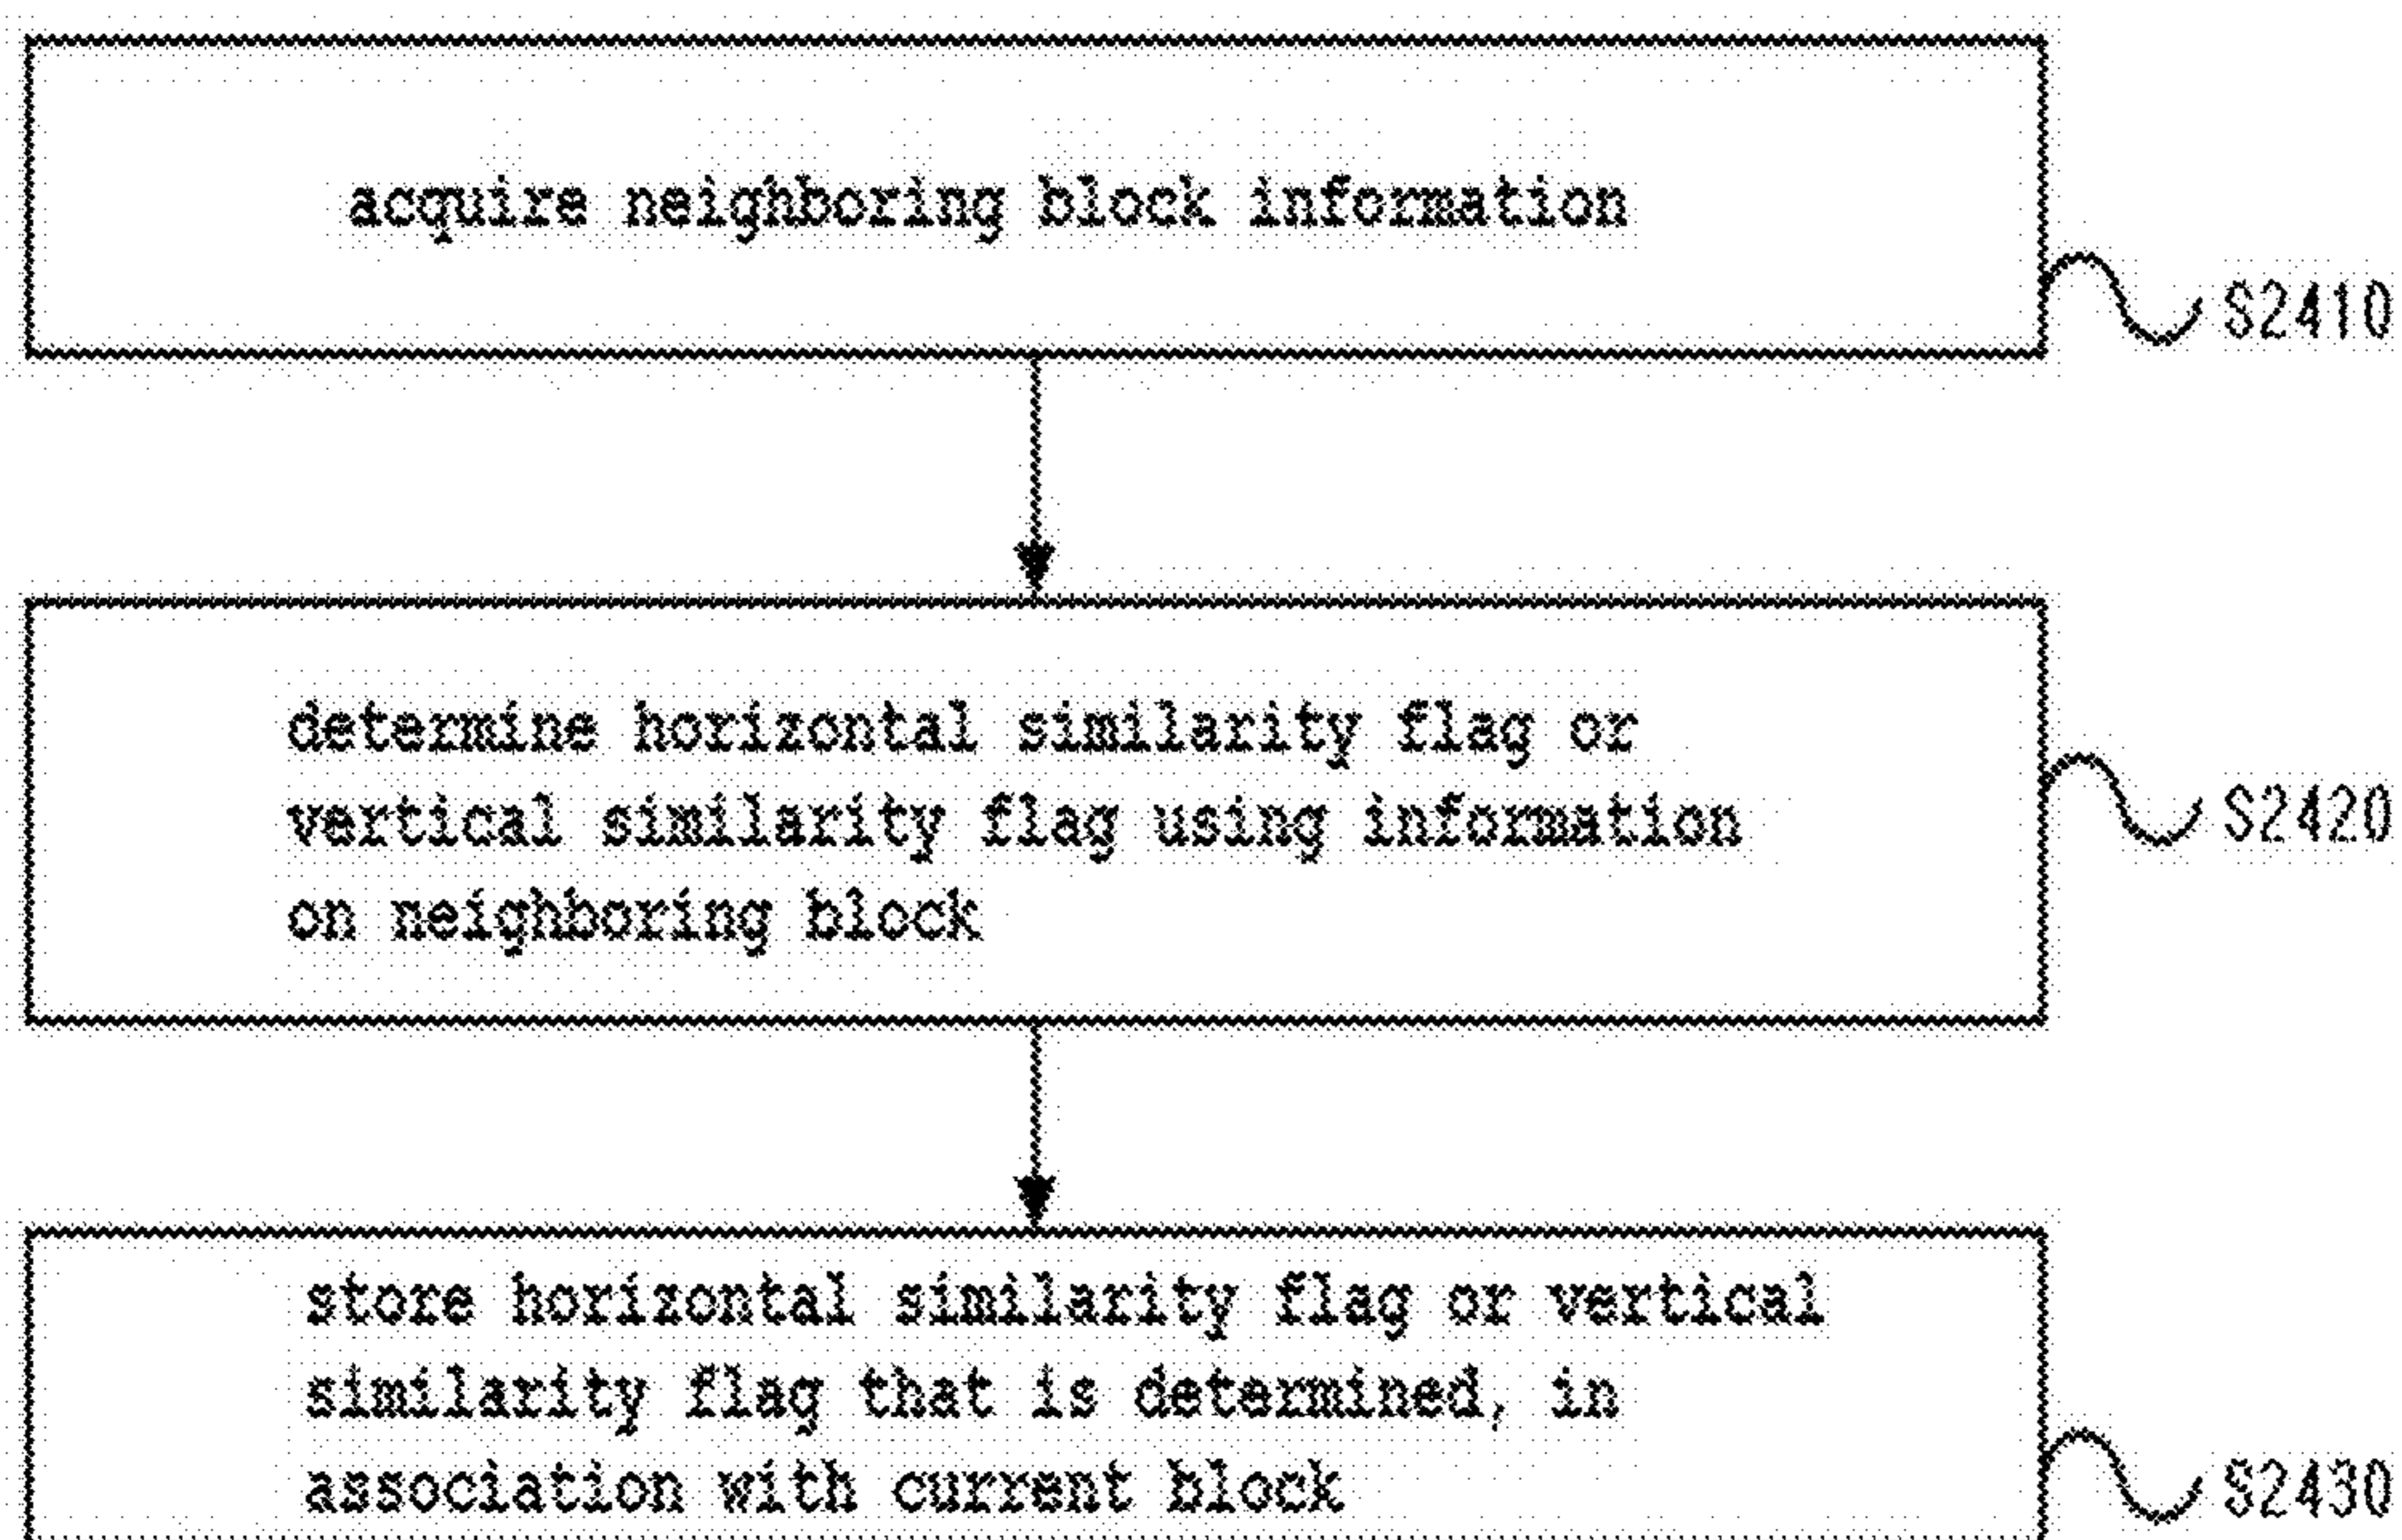 acquire neighboring block information
S2410
determine horizontal similarity flag or
vertical similarity flag using information
on neighboring block
S2420
store horizontal similarity flag or vertical
similarity flag that is determined, in
association with current block
S2430